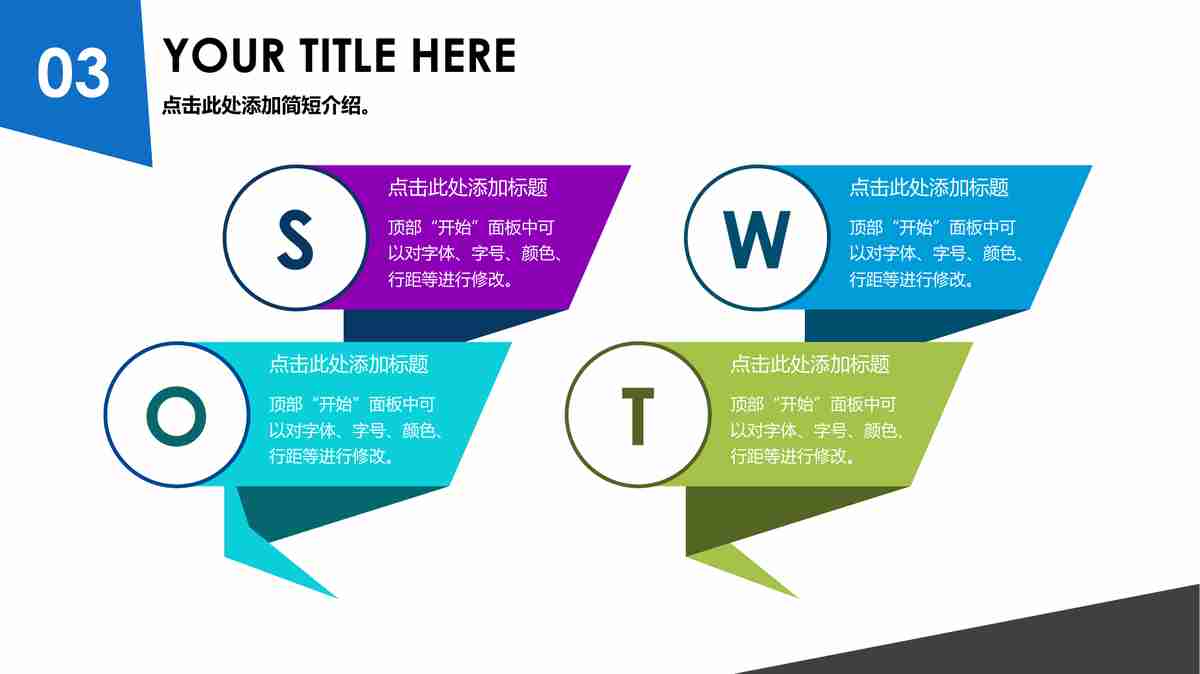 03
YOUR TITLE HERE
点击此处添加简短介绍。
S
点击此处添加标题
顶部“开始”面板中可
以对字体、字号、颜色、
行距等进行修改。
W
点击此处添加标题
顶部“开始”面板中可
以对字体、字号、颜色、
行距等进行修改。
O
点击此处添加标题
顶部“开始”面板中可
以对字体、字号、颜色、
行距等进行修改。
T
点击此处添加标题
顶部“开始”面板中可
以对字体、字号、颜色、
行距等进行修改。